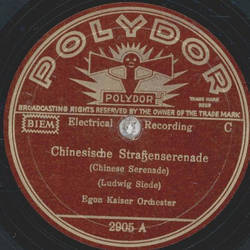 POLYDOR
TRADE MARK
POLYDOR
BROADCASTING RIGHTS RESERVED BY THE OWNER OF THE TRADE MARK
BIEM Electrical Recording C
Chinesische Straßenserenade
(Chinese Serenade)
(Ludwig Siede)
Egon Kaiser Orchester
2905 A